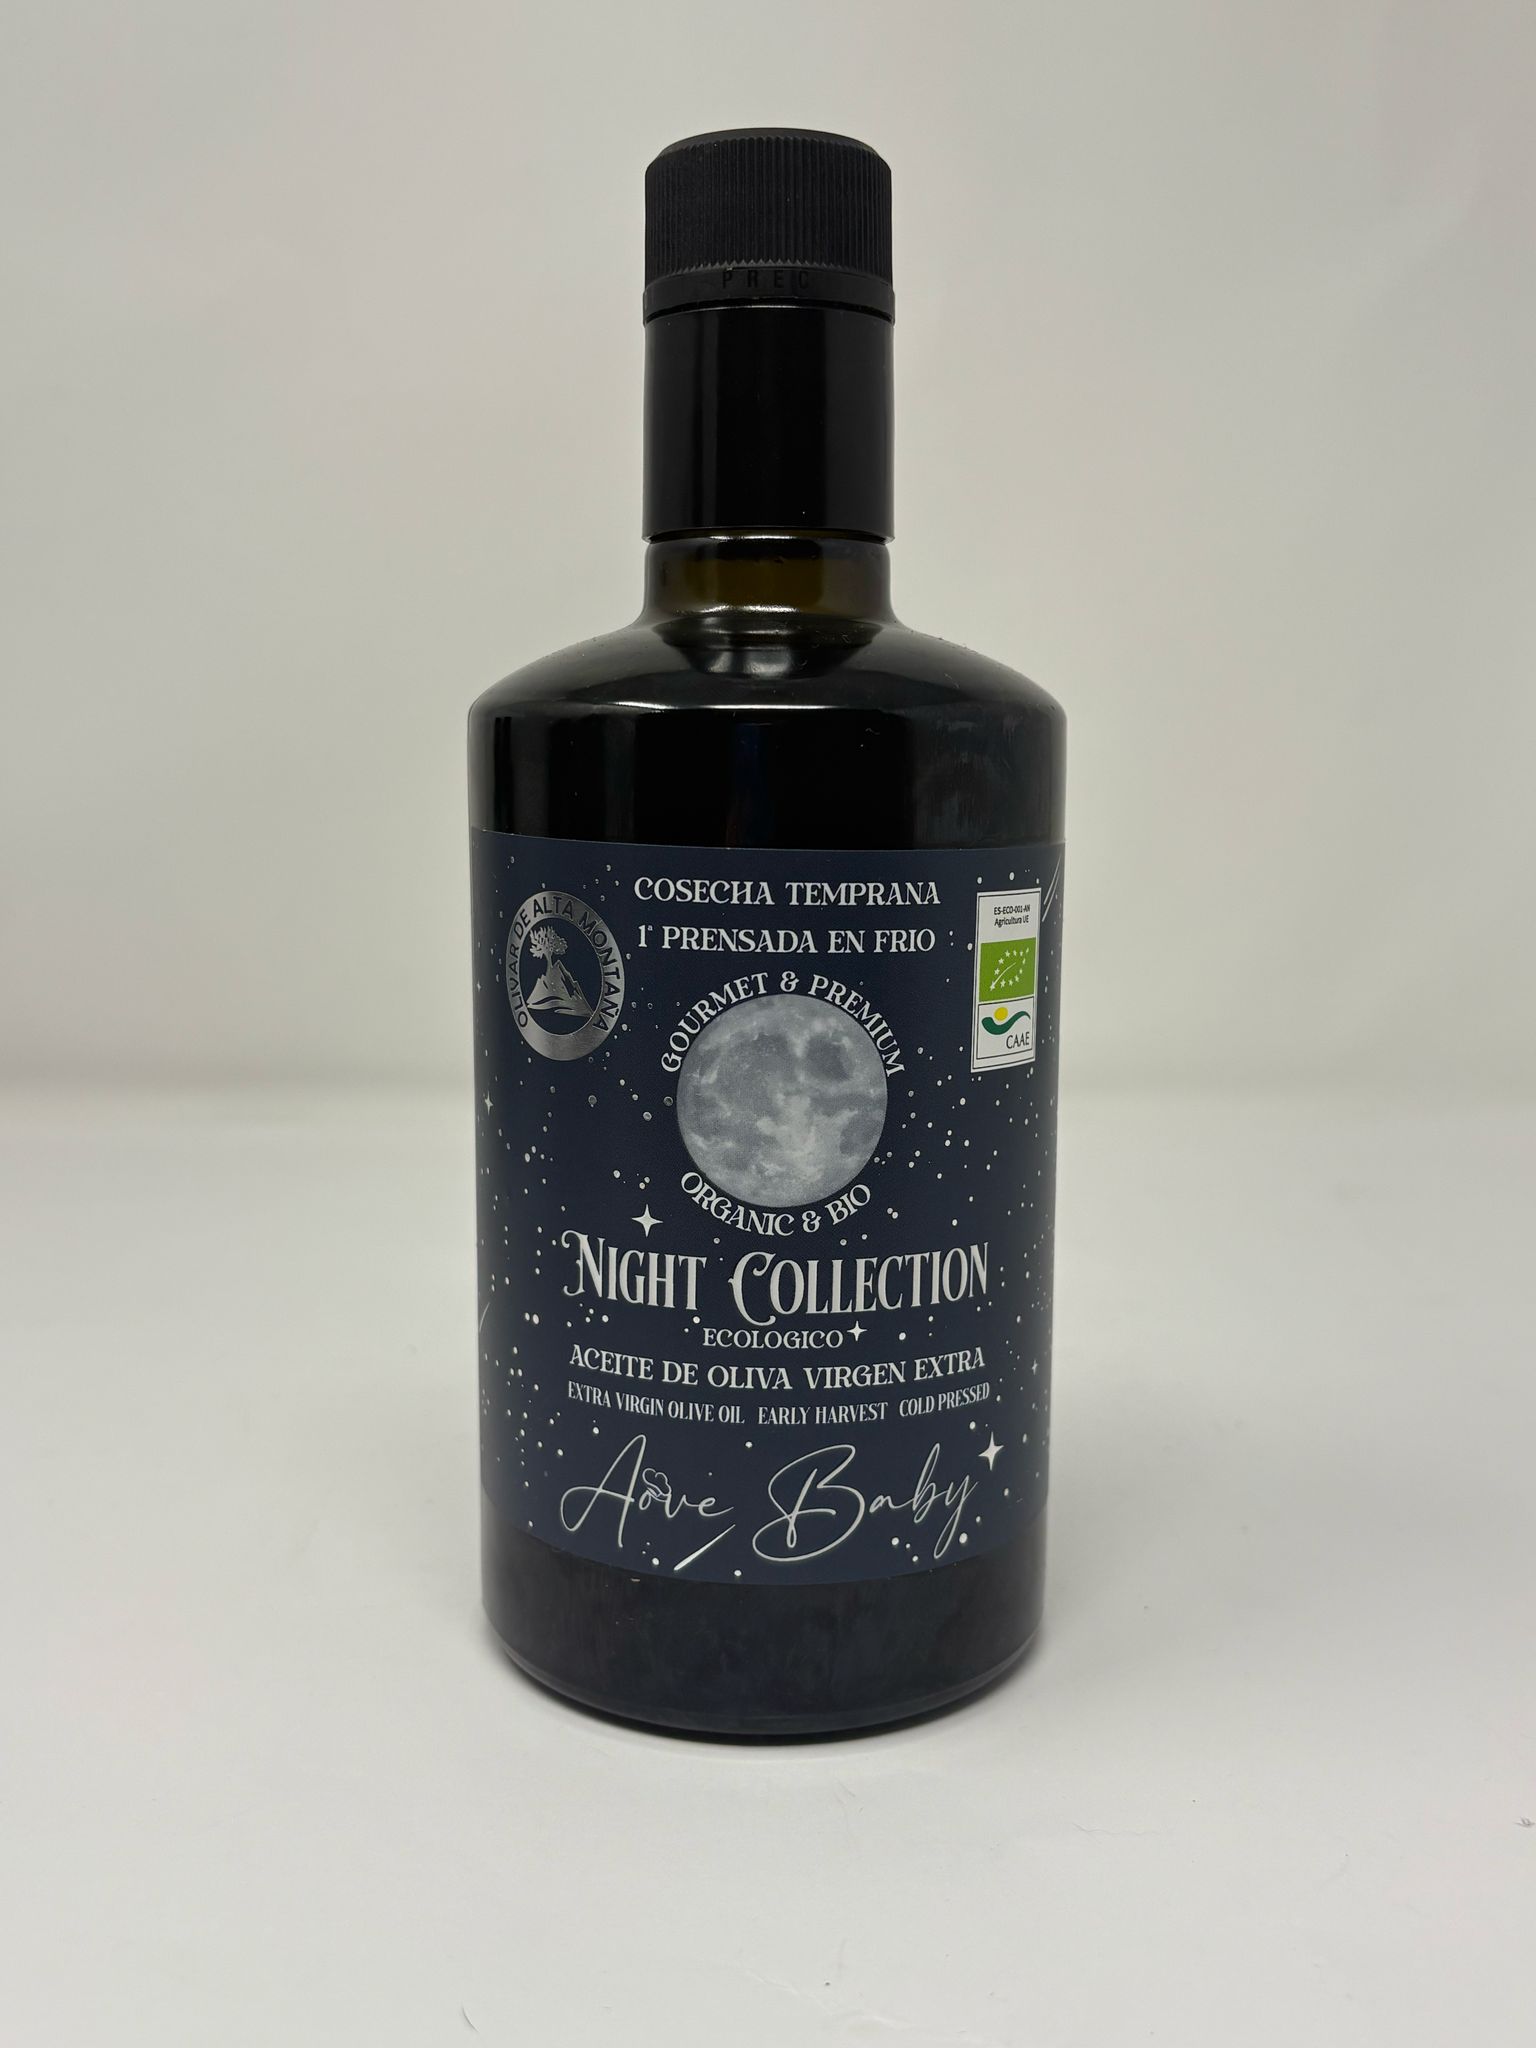 PREC
COSECHA TEMPRANA
1ª PRENSADA EN FRIO
OLIVAR DE ALTA MONTAÑA
ES-ECO-001-AN
Agricultura UE
CAAE
GOURMET & PREMIUM
ORGANIC & BIO
NIGHT COLLECTION
ECOLOGICO
ACEITE DE OLIVA VIRGEN EXTRA
EXTRA VIRGIN OLIVE OIL EARLY HARVEST COLD PRESSED
Aove Baby